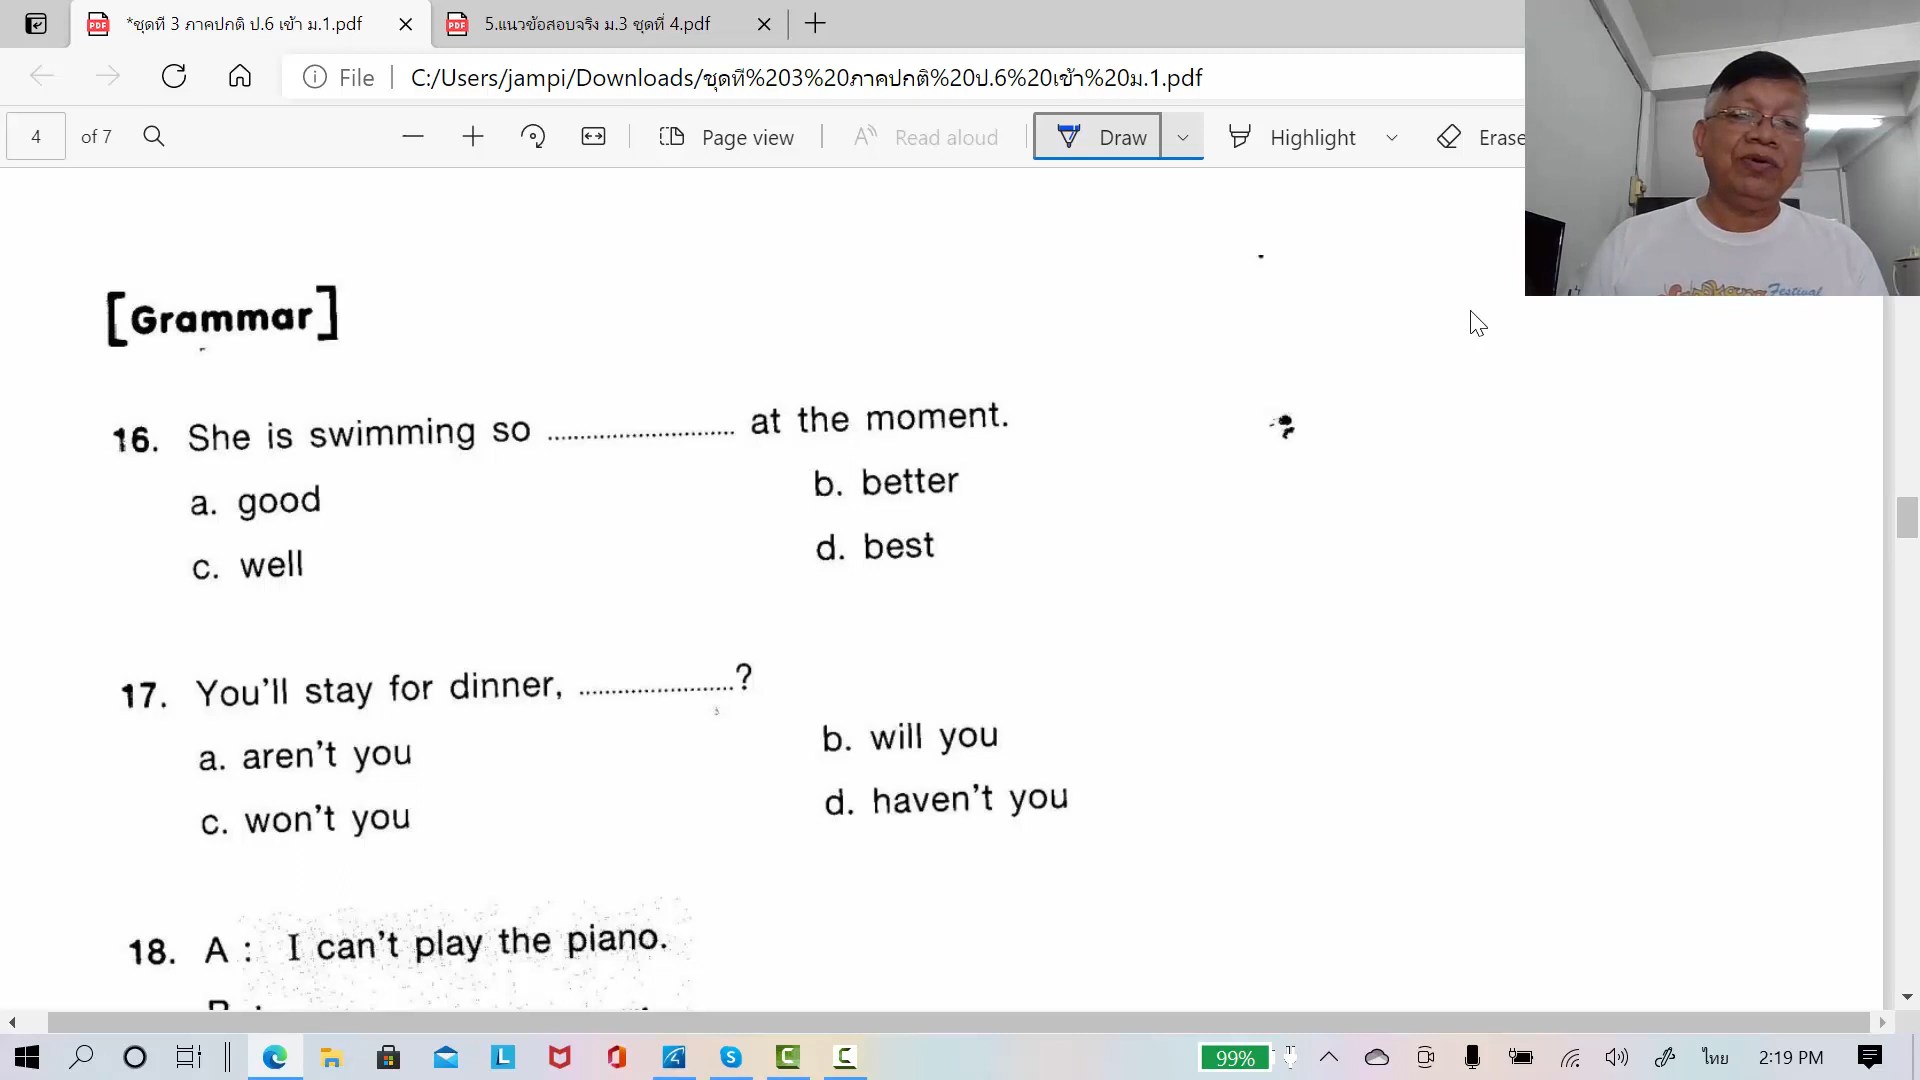 *ชุดที่ 3 ภาคปกติ ป.6 เข้า ม.1.pdf
5.แนวข้อสอบจริง ม.3 ชุดที่ 4.pdf
File C:/Users/jampi/Downloads/ชุดที่%203%20ภาคปกติ%20ป.6%20เข้า%20ม.1.pdf
4 of 7 Page view Read aloud Draw Highlight Erase
Festival
[Grammar]
16. She is swimming so ........................... at the moment.
a. good b. better
c. well d. best
17. You'll stay for dinner, ........................?
a. aren't you b. will you
c. won't you d. haven't you
18. A : I can't play the piano.
99% ไทย 2:19 PM